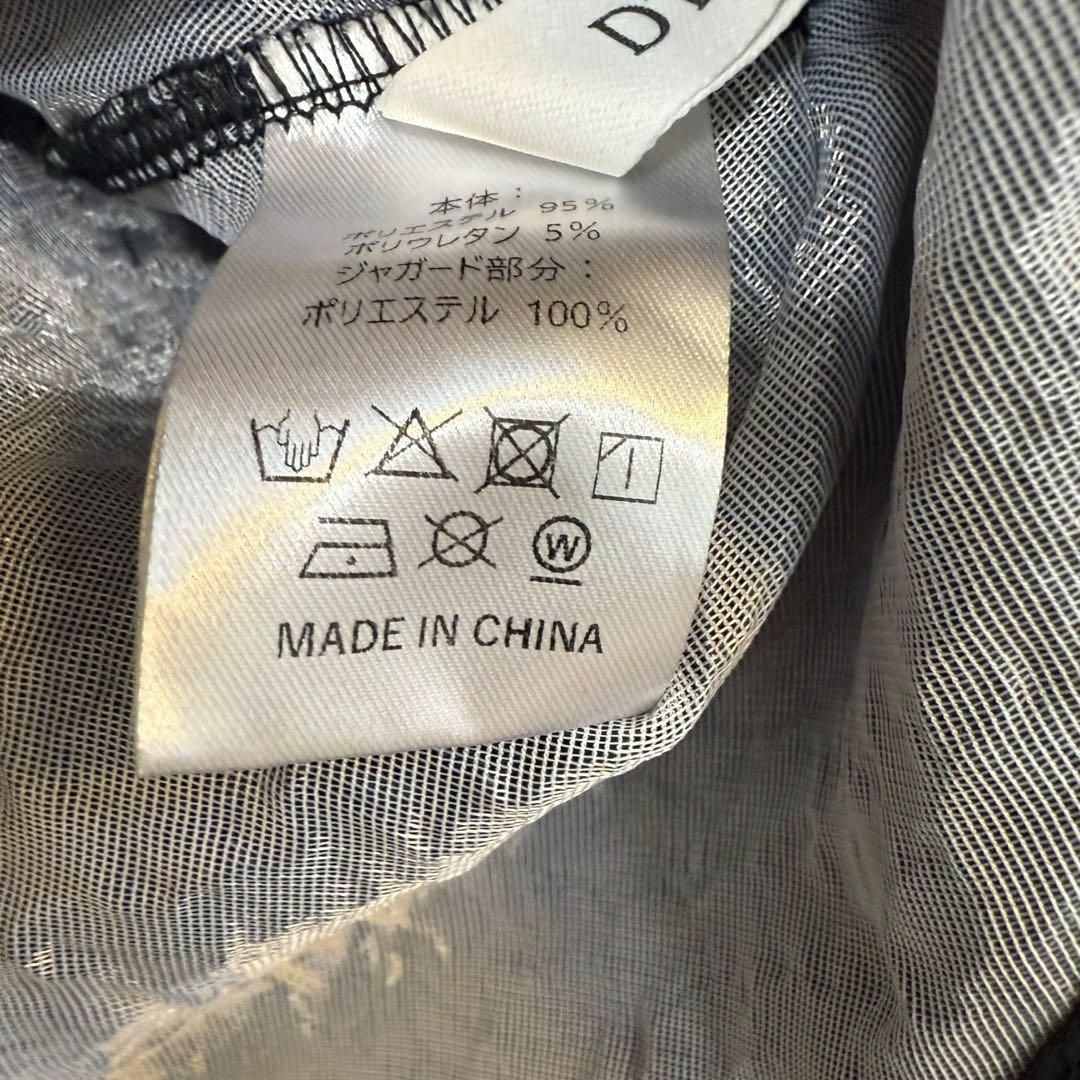 本体：
ポリエステル 95%
ポリウレタン 5%
ジャガード部分：
ポリエステル 100%
W
MADE IN CHINA